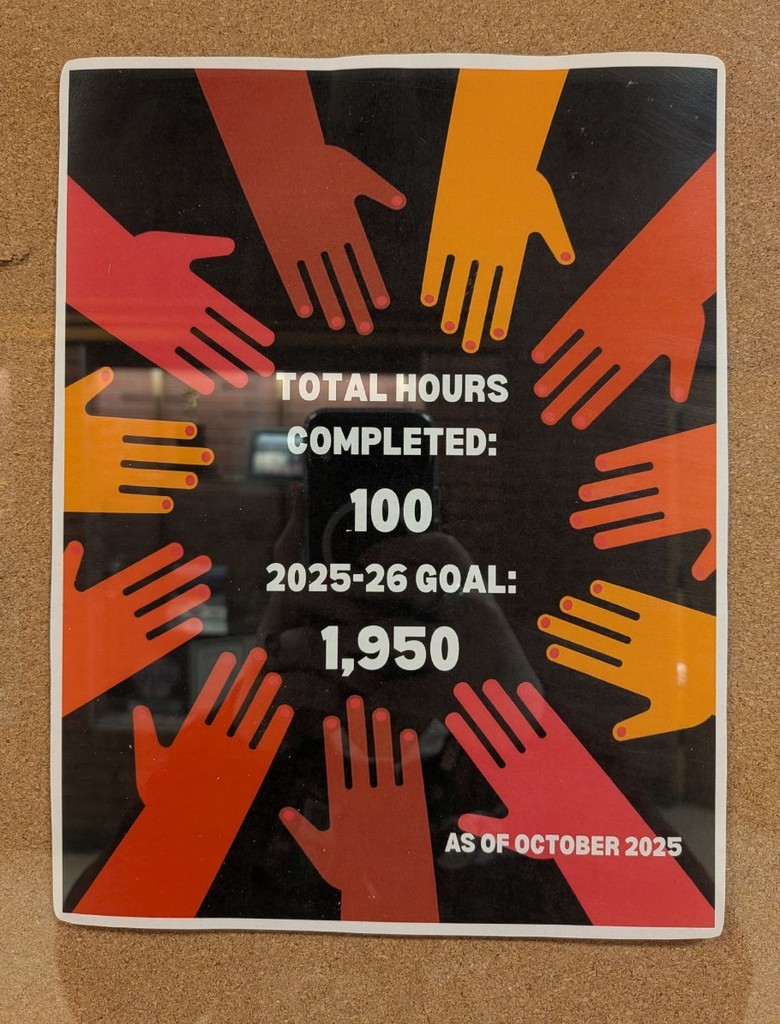 TOTAL HOURS
COMPLETED:
100
2025-26 GOAL:
1,950
AS OF OCTOBER 2025